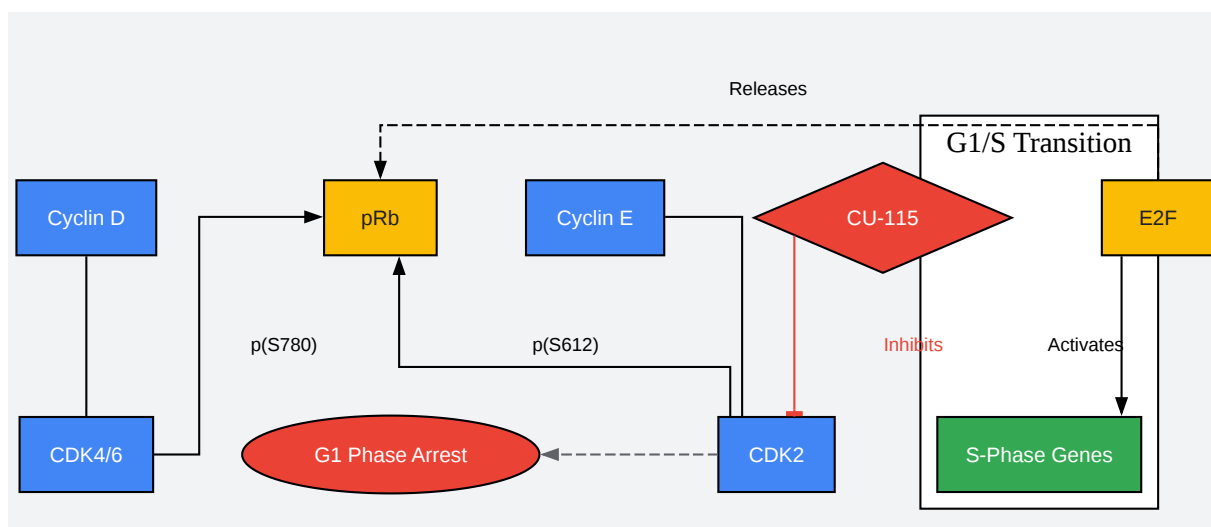 Releases
G1/S Transition
Cyclin D
pRb
Cyclin E
CU-115
E2F
p(S780)
p(S612)
Inhibits
Activates
CDK4/6
G1 Phase Arrest
CDK2
S-Phase Genes